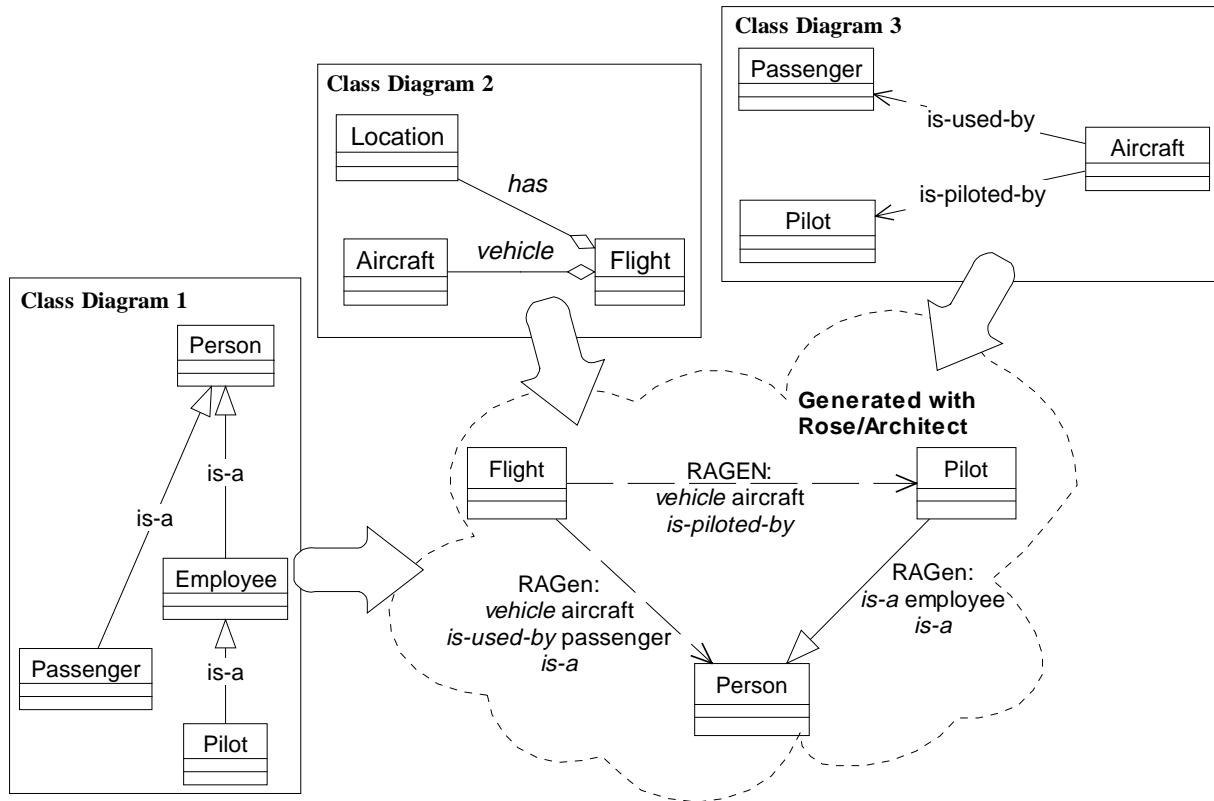 Class Diagram 3
Passenger
is-used-by
Aircraft
is-piloted-by
Pilot
Class Diagram 2
Location
has
Aircraft
vehicle
Flight
Class Diagram 1
Person
is-a
is-a
Employee
Passenger
is-a
Pilot
Generated with
Rose/Architect
Flight
RAGEN:
vehicle aircraft
is-piloted-by
Pilot
RAGen:
vehicle aircraft
is-used-by passenger
is-a
RAGen:
is-a employee
is-a
Person